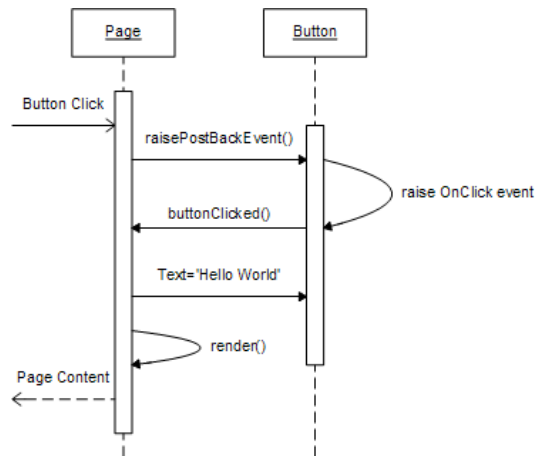 Page
Button
Button Click
raisePostBackEvent()
raise OnClick event
buttonClicked()
Text='Hello World'
render()
Page Content